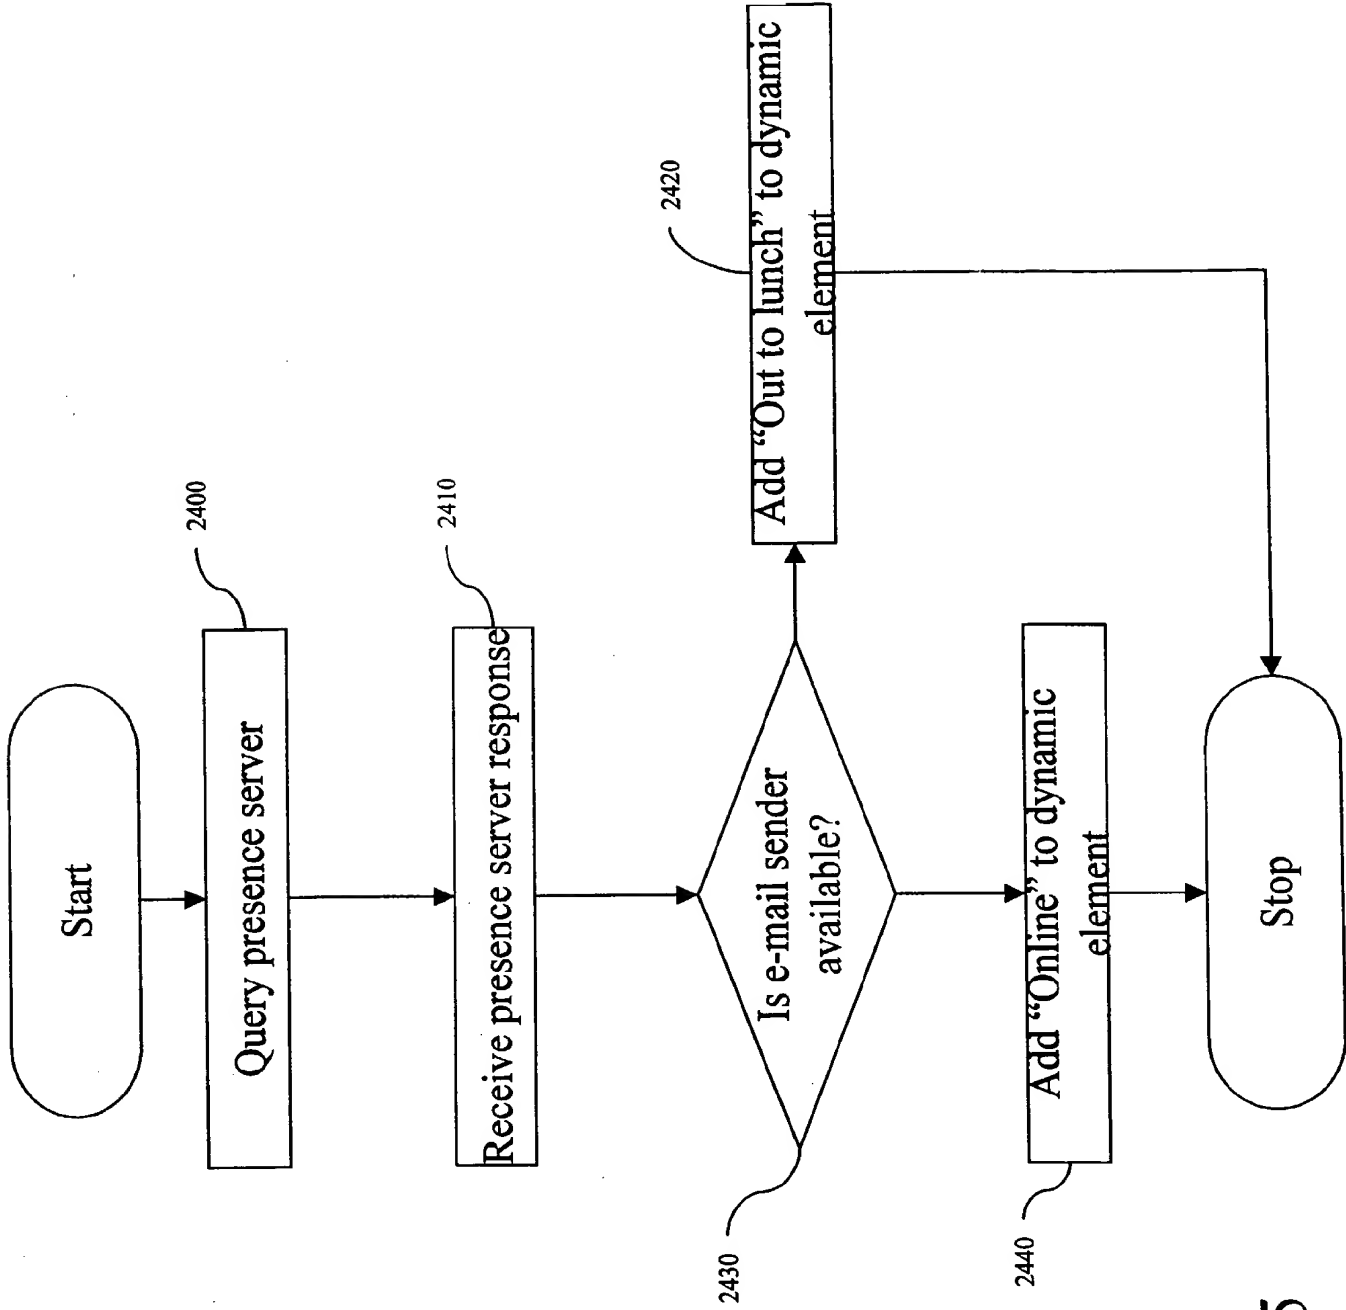 Start
2400
Query presence server
2410
Receive presence server response
2430
Is e-mail sender
available?
2420
Add “Out to lunch” to dynamic
element
2440
Add “Online” to dynamic
element
Stop